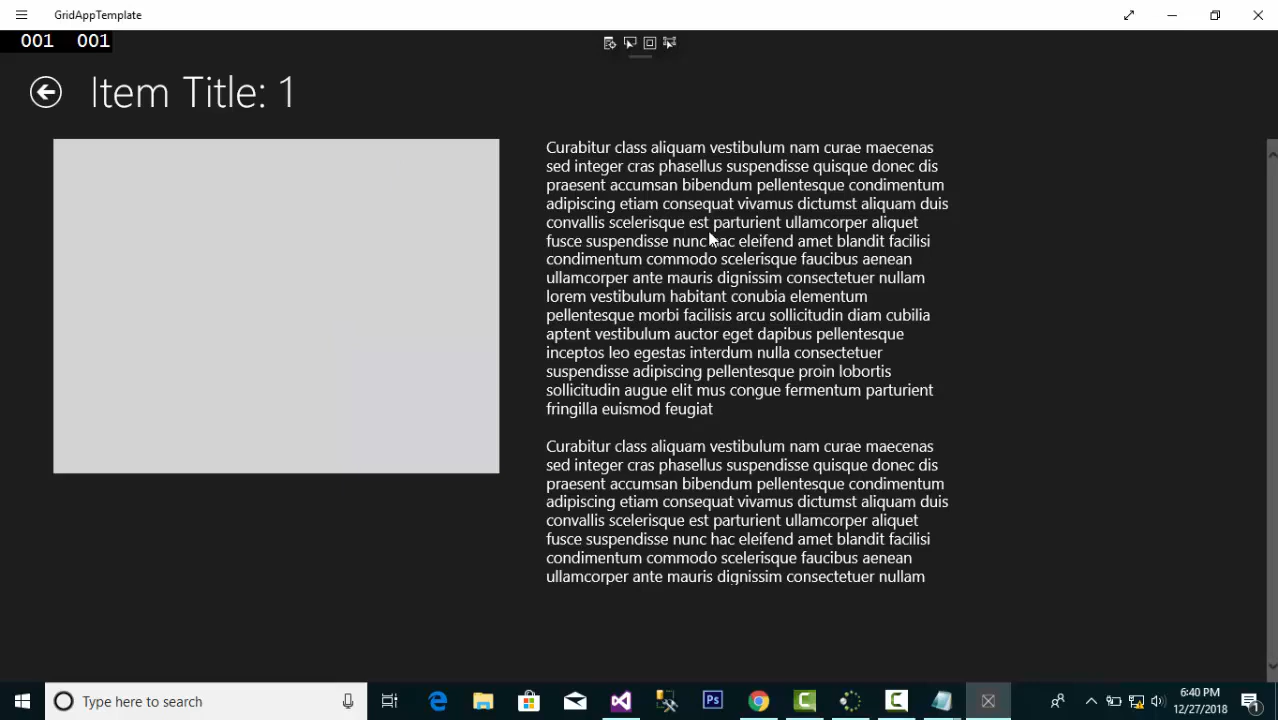 GridAppTemplate
001 001
Item Title: 1
Curabitur class aliquam vestibulum nam curae maecenas
sed integer cras phasellus suspendisse quisque donec dis
praesent accumsan bibendum pellentesque condimentum
adipiscing etiam consequat vivamus dictumst aliquam duis
convallis scelerisque est parturient ullamcorper aliquet
fusce suspendisse nunc hac eleifend amet blandit facilisi
condimentum commodo scelerisque faucibus aenean
ullamcorper ante mauris dignissim consectetuer nullam
lorem vestibulum habitant conubia elementum
pellentesque morbi facilisis arcu sollicitudin diam cubilia
aptent vestibulum auctor eget dapibus pellentesque
inceptos leo egestas interdum nulla consectetuer
suspendisse adipiscing pellentesque proin lobortis
sollicitudin augue elit mus congue fermentum parturient
fringilla euismod feugiat
Curabitur class aliquam vestibulum nam curae maecenas
sed integer cras phasellus suspendisse quisque donec dis
praesent accumsan bibendum pellentesque condimentum
adipiscing etiam consequat vivamus dictumst aliquam duis
convallis scelerisque est parturient ullamcorper aliquet
fusce suspendisse nunc hac eleifend amet blandit facilisi
condimentum commodo scelerisque faucibus aenean
ullamcorper ante mauris dignissim consectetuer nullam
Type here to search
Ps
6:40 PM
12/27/2018
1